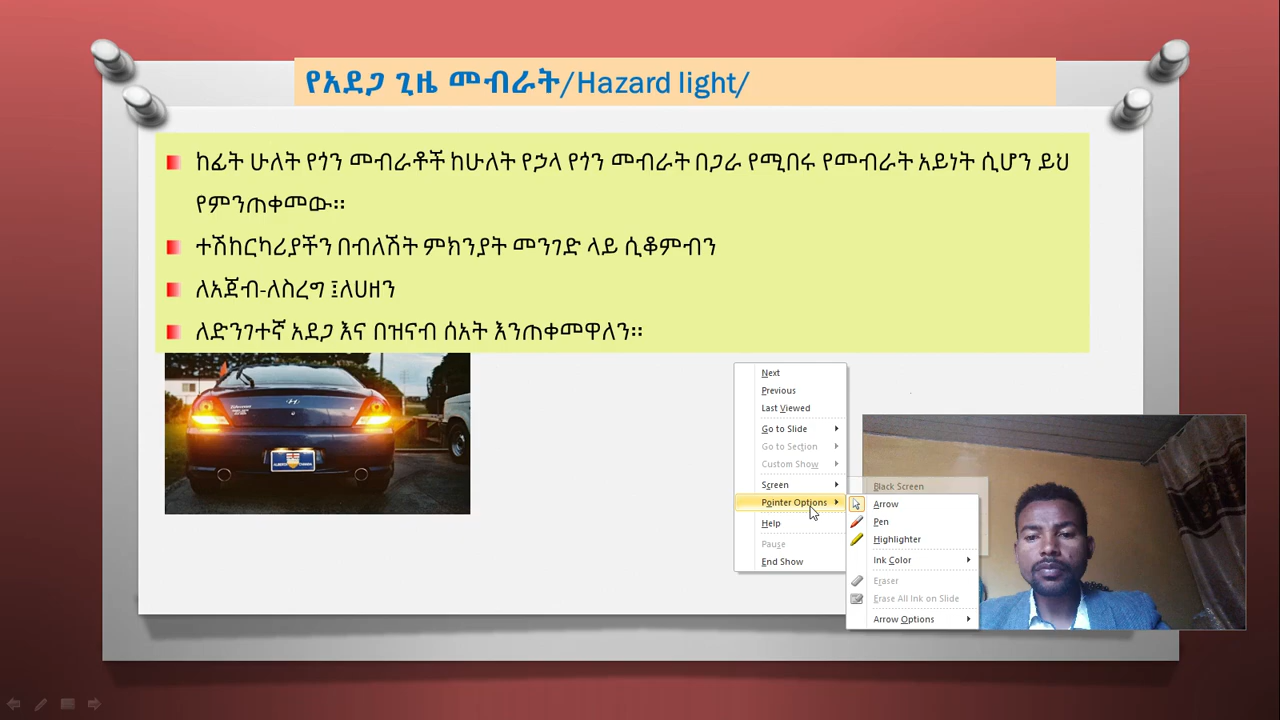 የአደጋ ጊዜ መብራት/Hazard light/
ከፊት ሁለት የጎን መብራቶች ከሁለት የኃላ የጎን መብራት በጋራ የሚበሩ የመብራት አይነት ሲሆን ይህ
የምንጠቀመው፡፡
ተሽከርካሪያችን በብለሽት ምክንያት መንገድ ላይ ሲቆምብን
ለአጀብ-ለስረግ ፤ለሀዘን
ለድንገተኛ አደጋ እና በዝናብ ሰአት እንጠቀመዋለን፡፡
Next
Previous
Last Viewed
Go to Slide
Go to Section
Custom Show
Screen
Pointer Options
Help
Pause
End Show
Black Screen
Arrow
Pen
Highlighter
Ink Color
Eraser
Erase All Ink on Slide
Arrow Options